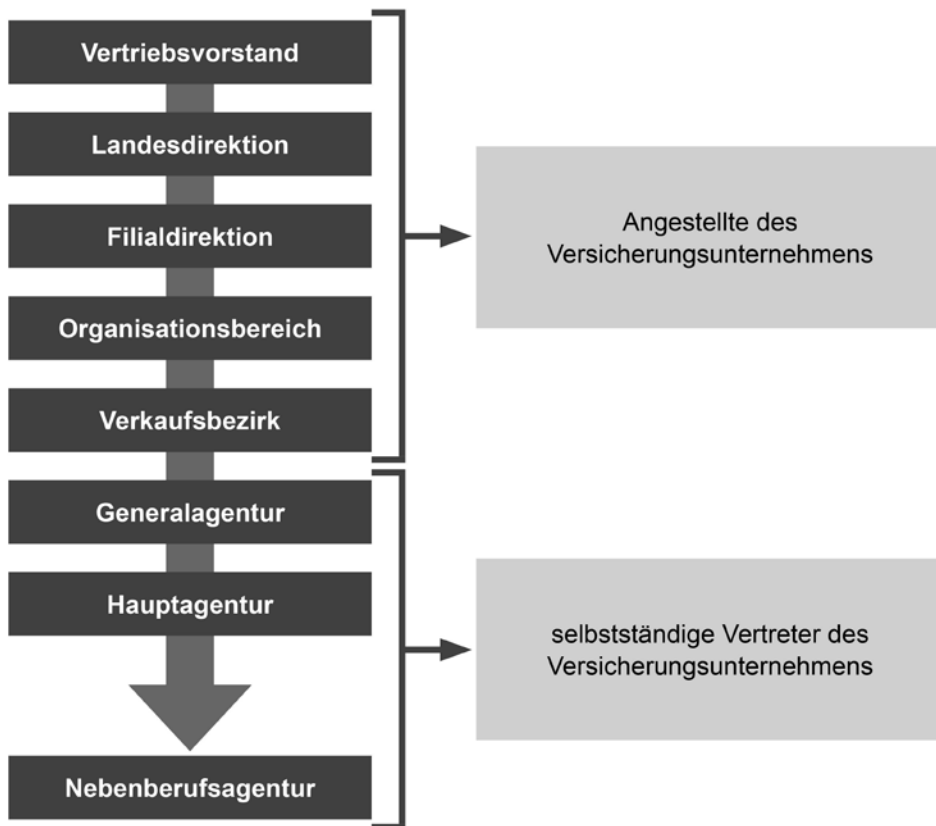 Vertriebsvorstand
Landesdirektion
Filialdirektion
Organisationsbereich
Verkaufsbezirk
Generalagentur
Hauptagentur
Nebenberufsagentur
Angestellte des
Versicherungsunternehmens
selbstständige Vertreter des
Versicherungsunternehmens